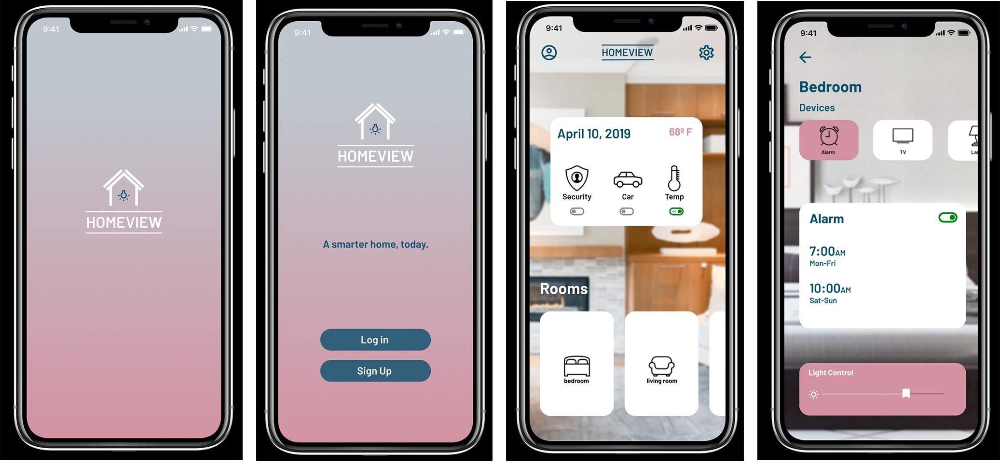 9:41
HOMEVIEW
9:41
HOMEVIEW
A smarter home, today.
Log in
Sign Up
9:41
HOMEVIEW
April 10, 2019
68º F
Security Car Temp
on
Rooms
bedroom living room
9:41
Bedroom
Devices
Alarm TV
Alarm
7:00AM
Mon-Fri
10:00AM
Sat-Sun
Light Control